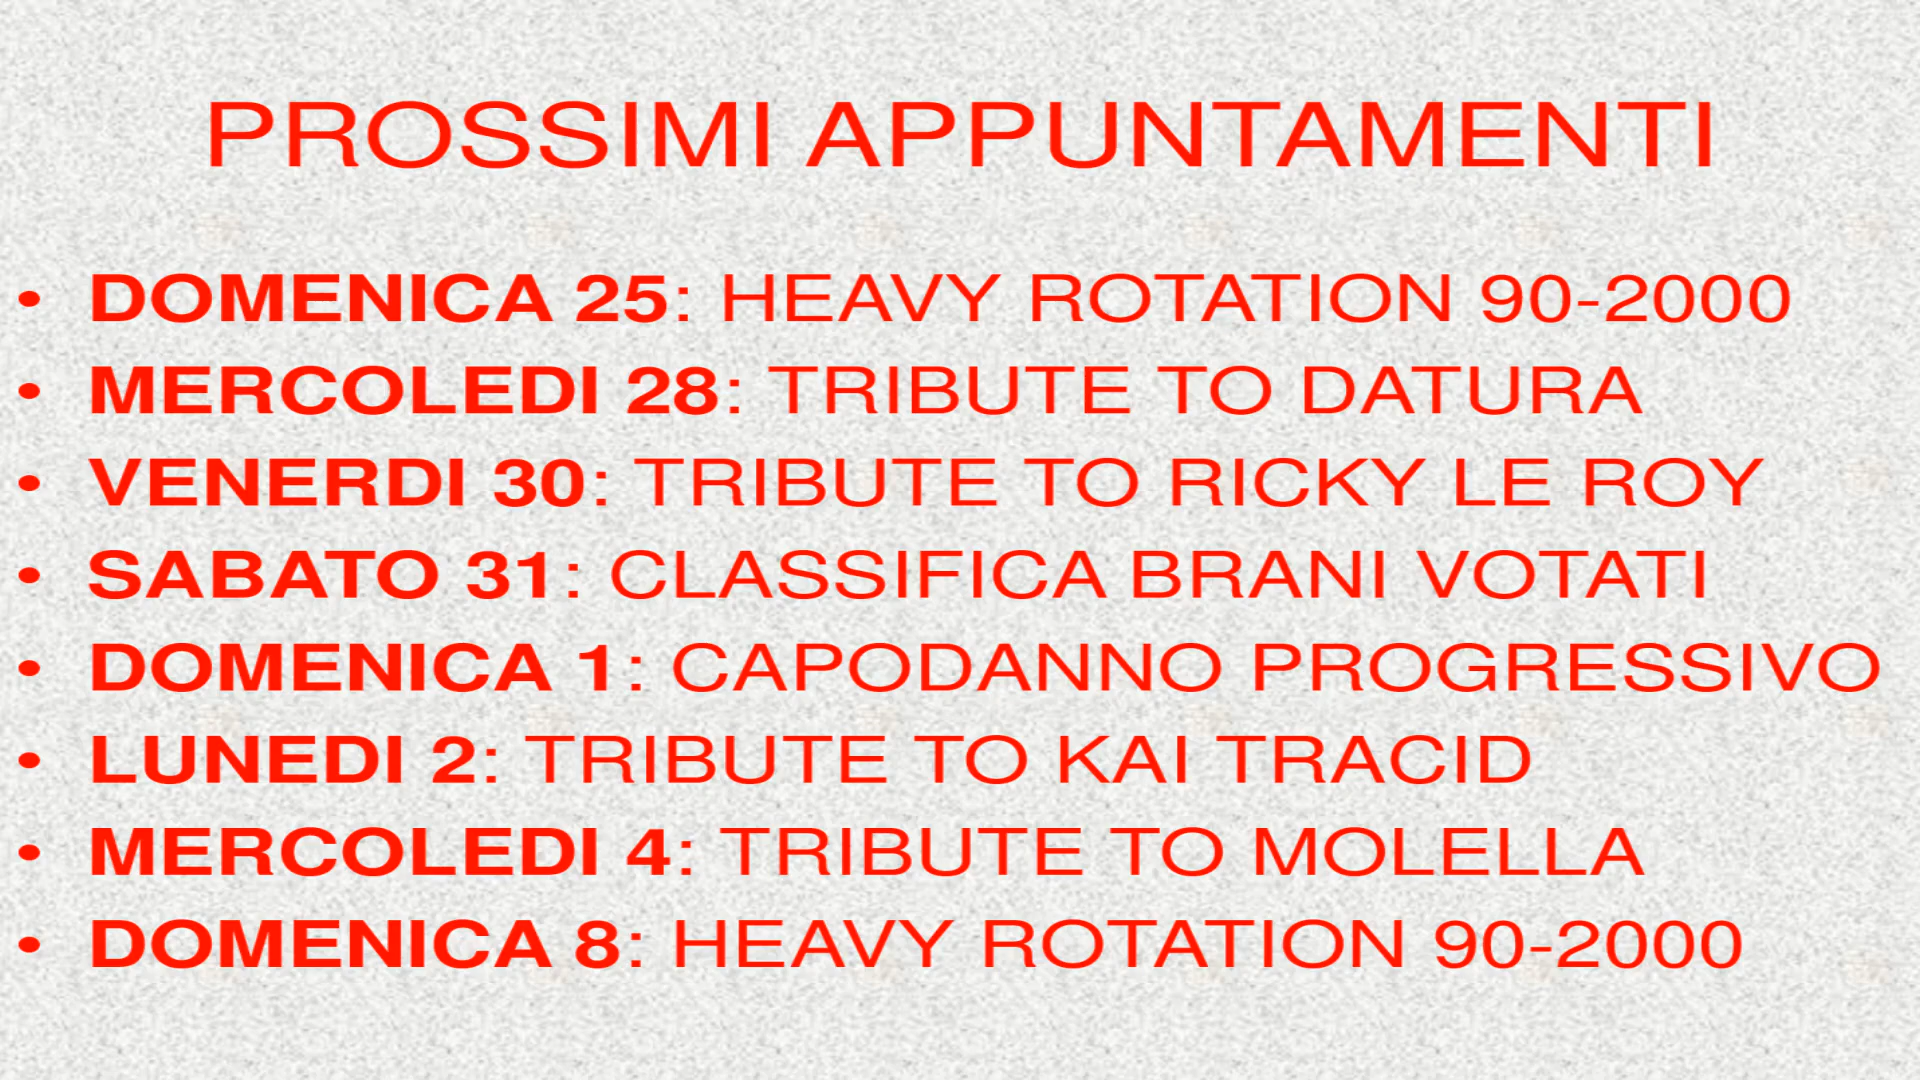 PROSSIMI APPUNTAMENTI
• DOMENICA 25: HEAVY ROTATION 90-2000
• MERCOLEDI 28: TRIBUTE TO DATURA
• VENERDI 30: TRIBUTE TO RICKY LE ROY
• SABATO 31: CLASSIFICA BRANI VOTATI
• DOMENICA 1: CAPODANNO PROGRESSIVO
• LUNEDI 2: TRIBUTE TO KAI TRACID
• MERCOLEDI 4: TRIBUTE TO MOLELLA
• DOMENICA 8: HEAVY ROTATION 90-2000